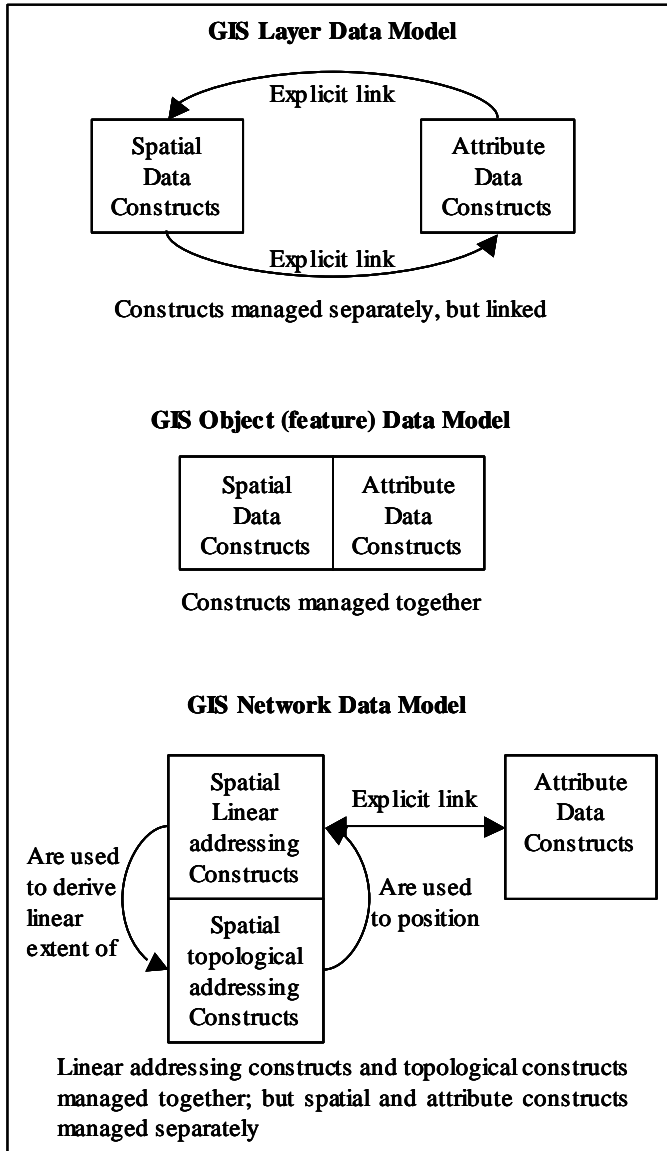 GIS Layer Data Model
Explicit link
Spatial
Data
Constructs
Attribute
Data
Constructs
Explicit link
Constructs managed separately, but linked
GIS Object (feature) Data Model
Spatial
Data
Constructs
Attribute
Data
Constructs
Constructs managed together
GIS Network Data Model
Spatial
Linear
addressing
Constructs
Explicit link
Attribute
Data
Constructs
Are used
to derive
linear
extent of
Are used
to position
Spatial
topological
addressing
Constructs
Linear addressing constructs and topological constructs
managed together; but spatial and attribute constructs
managed separately